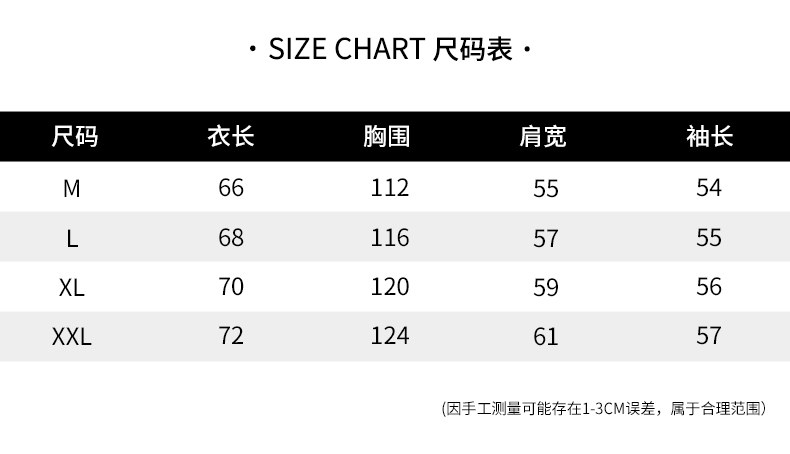 · SIZE CHART 尺码表 ·
尺码 衣长 胸围 肩宽 袖长
M 66 112 55 54
L 68 116 57 55
XL 70 120 59 56
XXL 72 124 61 57
(因手工测量可能存在1-3CM误差，属于合理范围)